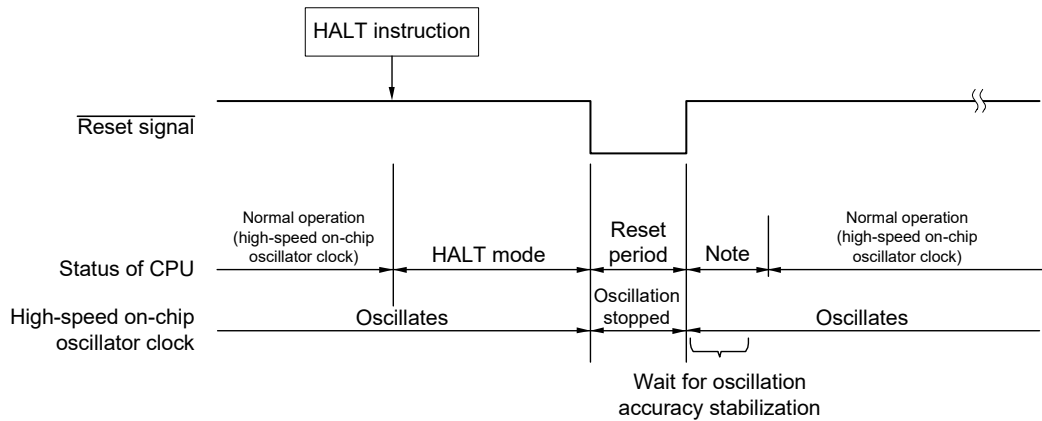 HALT instruction
Reset signal
Normal operation
(high-speed on-chip
oscillator clock)
Reset
period
Normal operation
(high-speed on-chip
oscillator clock)
Status of CPU
HALT mode
Note
High-speed on-chip
oscillator clock
Oscillates
Oscillation
stopped
Oscillates
Wait for oscillation
accuracy stabilization